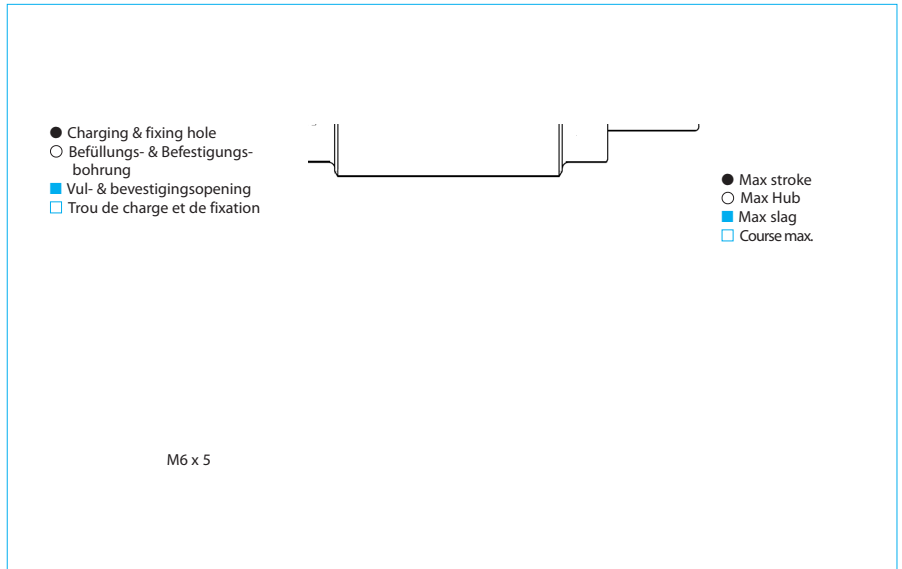 Charging & fixing hole
Befüllungs- & Befestigungs-
bohrung
Vul- & bevestigingsopening
Trou de charge et de fixation
Max stroke
Max Hub
Max slag
Course max.
M6 x 5